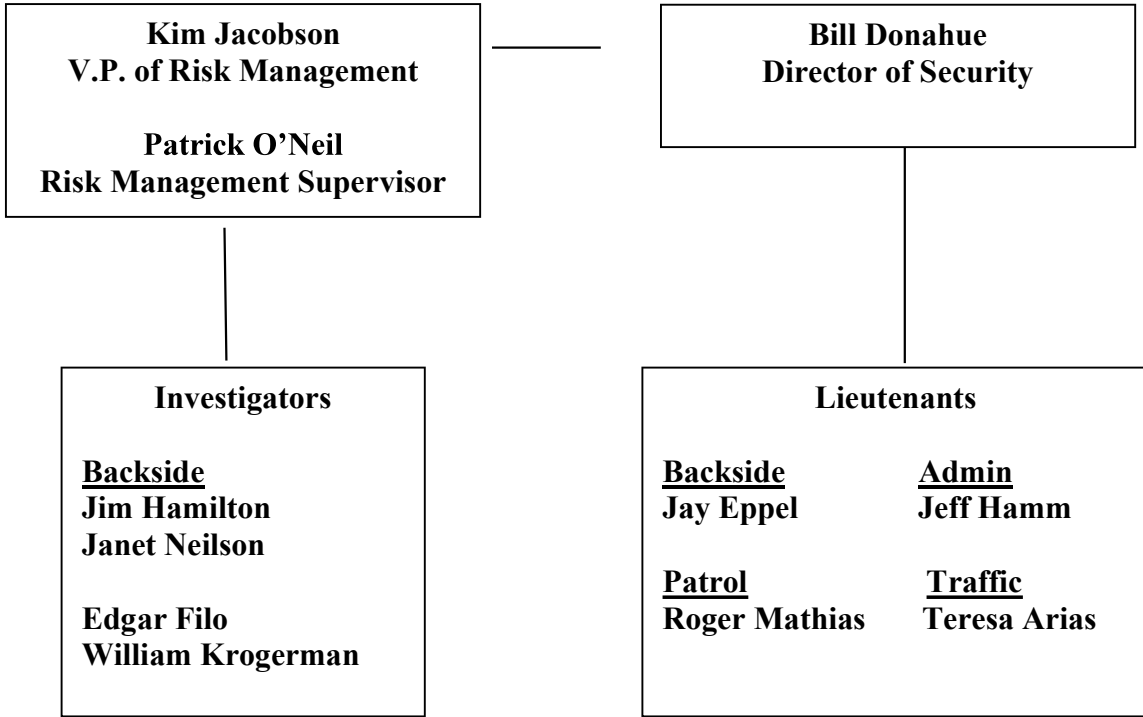 Kim Jacobson
V.P. of Risk Management
Patrick O’Neil
Risk Management Supervisor
Bill Donahue
Director of Security
Investigators
Backside
Jim Hamilton
Janet Neilson
Edgar Filo
William Krogerman
Lieutenants
Backside Admin
Jay Eppel Jeff Hamm
Patrol Traffic
Roger Mathias Teresa Arias